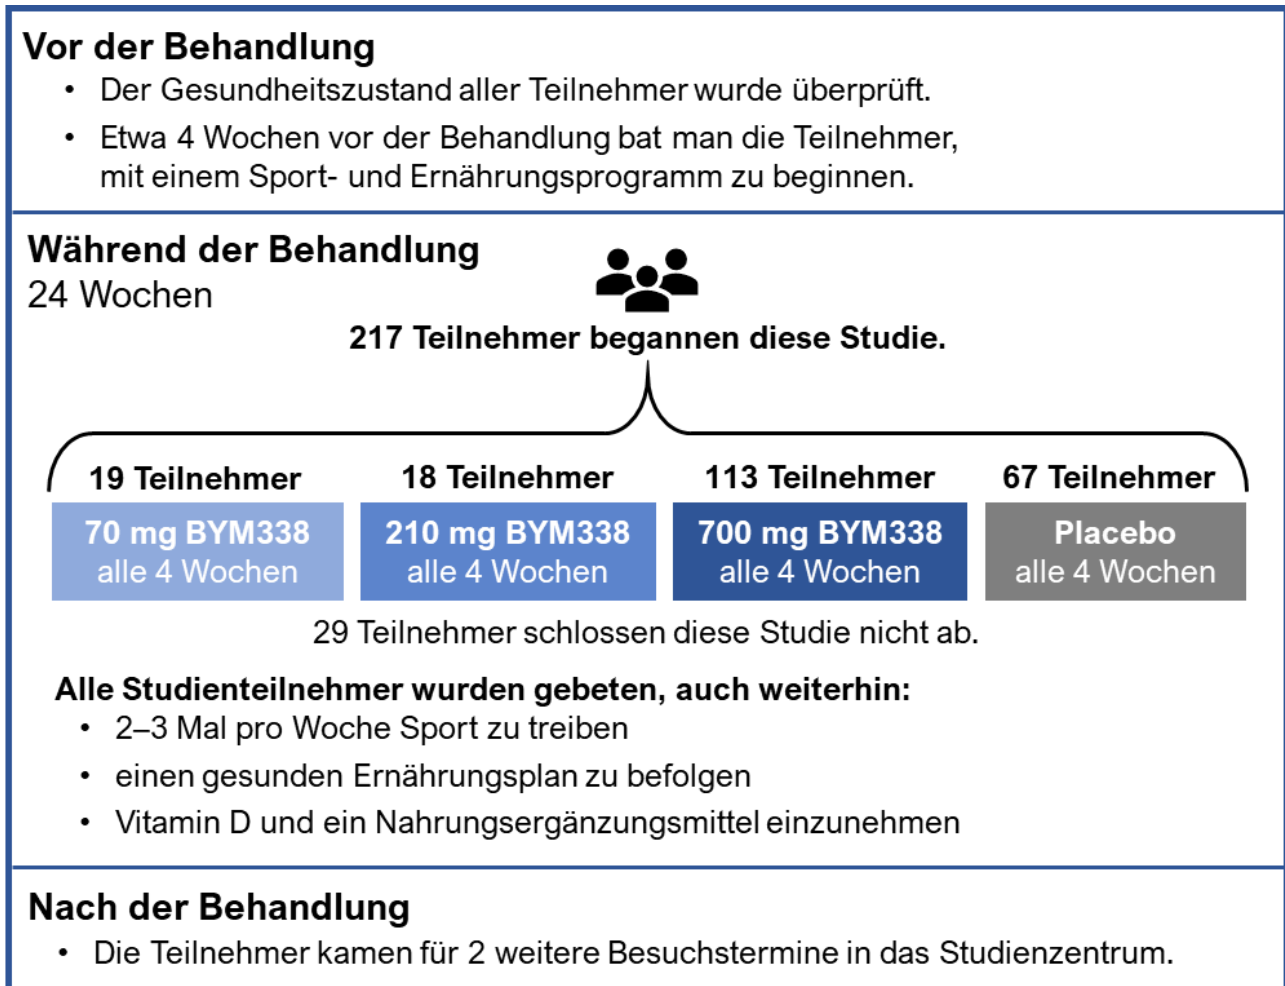 Vor der Behandlung
• Der Gesundheitszustand aller Teilnehmer wurde überprüft.
• Etwa 4 Wochen vor der Behandlung bat man die Teilnehmer,
mit einem Sport- und Ernährungsprogramm zu beginnen.
Während der Behandlung
24 Wochen
217 Teilnehmer begannen diese Studie.
19 Teilnehmer
70 mg BYM338
alle 4 Wochen
18 Teilnehmer
210 mg BYM338
alle 4 Wochen
113 Teilnehmer
700 mg BYM338
alle 4 Wochen
67 Teilnehmer
Placebo
alle 4 Wochen
29 Teilnehmer schlossen diese Studie nicht ab.
Alle Studienteilnehmer wurden gebeten, auch weiterhin:
• 2–3 Mal pro Woche Sport zu treiben
• einen gesunden Ernährungsplan zu befolgen
• Vitamin D und ein Nahrungsergänzungsmittel einzunehmen
Nach der Behandlung
• Die Teilnehmer kamen für 2 weitere Besuchstermine in das Studienzentrum.